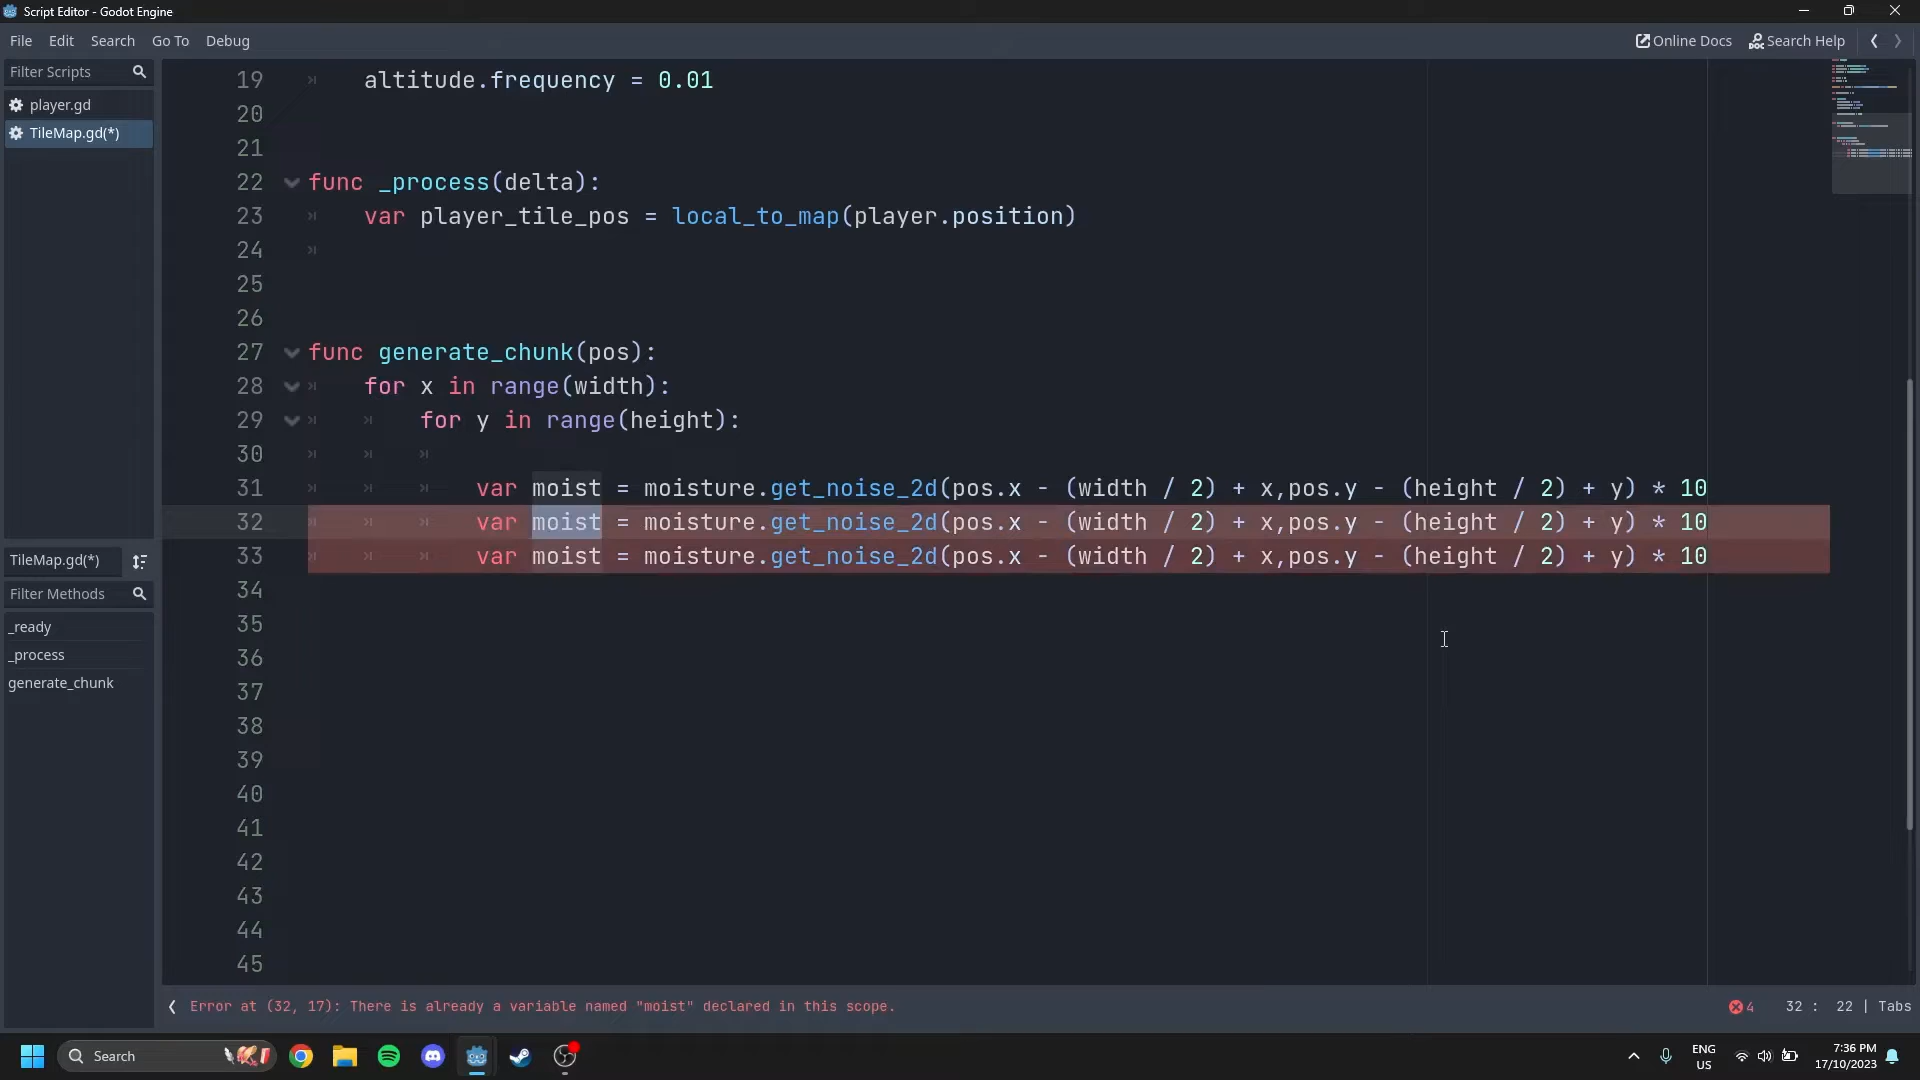 Script Editor - Godot Engine
File Edit Search Go To Debug
Online Docs Search Help
Filter Scripts
player.gd
TileMap.gd(*)
TileMap.gd(*)
Filter Methods
_ready
_process
generate_chunk
19 altitude.frequency = 0.01
20
21
22 func _process(delta):
23 var player_tile_pos = local_to_map(player.position)
24
25
26
27 func generate_chunk(pos):
28 for x in range(width):
29 for y in range(height):
30
31 var moist = moisture.get_noise_2d(pos.x - (width / 2) + x,pos.y - (height / 2) + y) * 10
32 var moist = moisture.get_noise_2d(pos.x - (width / 2) + x,pos.y - (height / 2) + y) * 10
33 var moist = moisture.get_noise_2d(pos.x - (width / 2) + x,pos.y - (height / 2) + y) * 10
34
35
36
37
38
39
40
41
42
43
44
45
Error at (32, 17): There is already a variable named "moist" declared in this scope.
4 32 : 22 | Tabs
Search
ENG
US
7:36 PM
17/10/2023